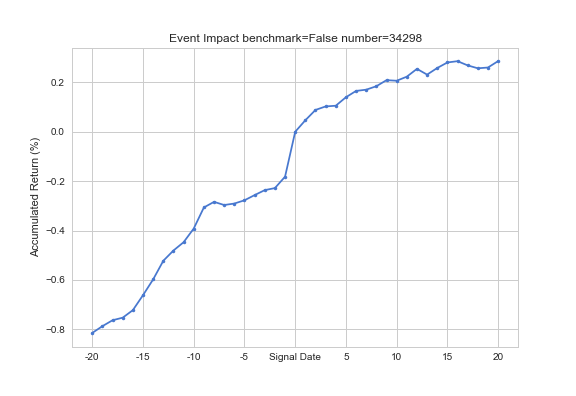 Event Impact benchmark=False number=34298
Accumulated Return (%)
0.2
0.0
−0.2
−0.4
−0.6
−0.8
-20 -15 -10 -5 Signal Date 5 10 15 20